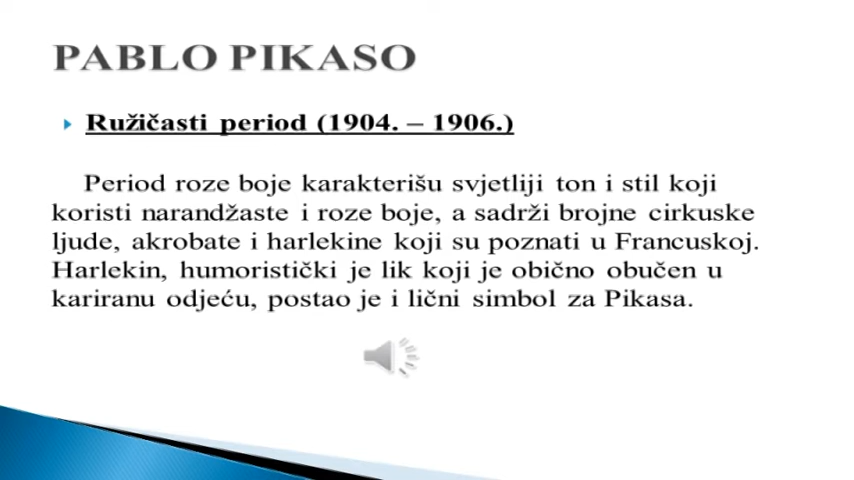 PABLO PIKASO
Ružičasti period (1904. – 1906.)
Period roze boje karakterišu svjetliji ton i stil koji
koristi narandžaste i roze boje, a sadrži brojne cirkuske
ljude, akrobate i harlekine koji su poznati u Francuskoj.
Harlekin, humoristički je lik koji je obično obučen u
kariranu odjeću, postao je i lični simbol za Pikasa.